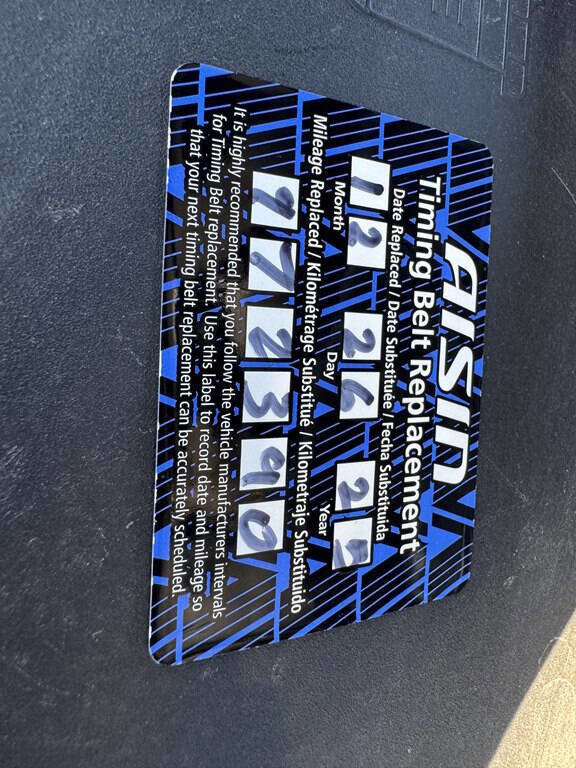 AISIN
Timing Belt Replacement
Date Replaced / Date Substituée / Fecha Substituida
12 26
Month Day Year
Mileage Replaced / Kilométrage Substitué / Kilometraje Substituido
It is highly recommended that you follow the vehicle manufacturers intervals
for Timing Belt replacement. Use this label to record date and mileage so
that your next timing belt replacement can be accurately scheduled.